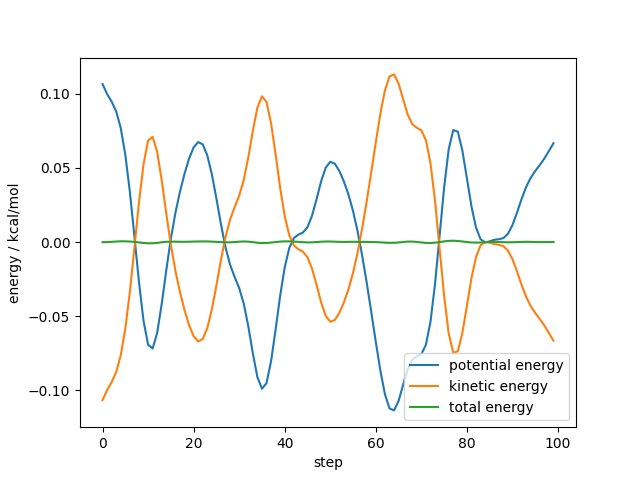 0.10
0.05
0.00
−0.05
−0.10
energy / kcal/mol
0 20 40 60 80 100
step
potential energy
kinetic energy
total energy